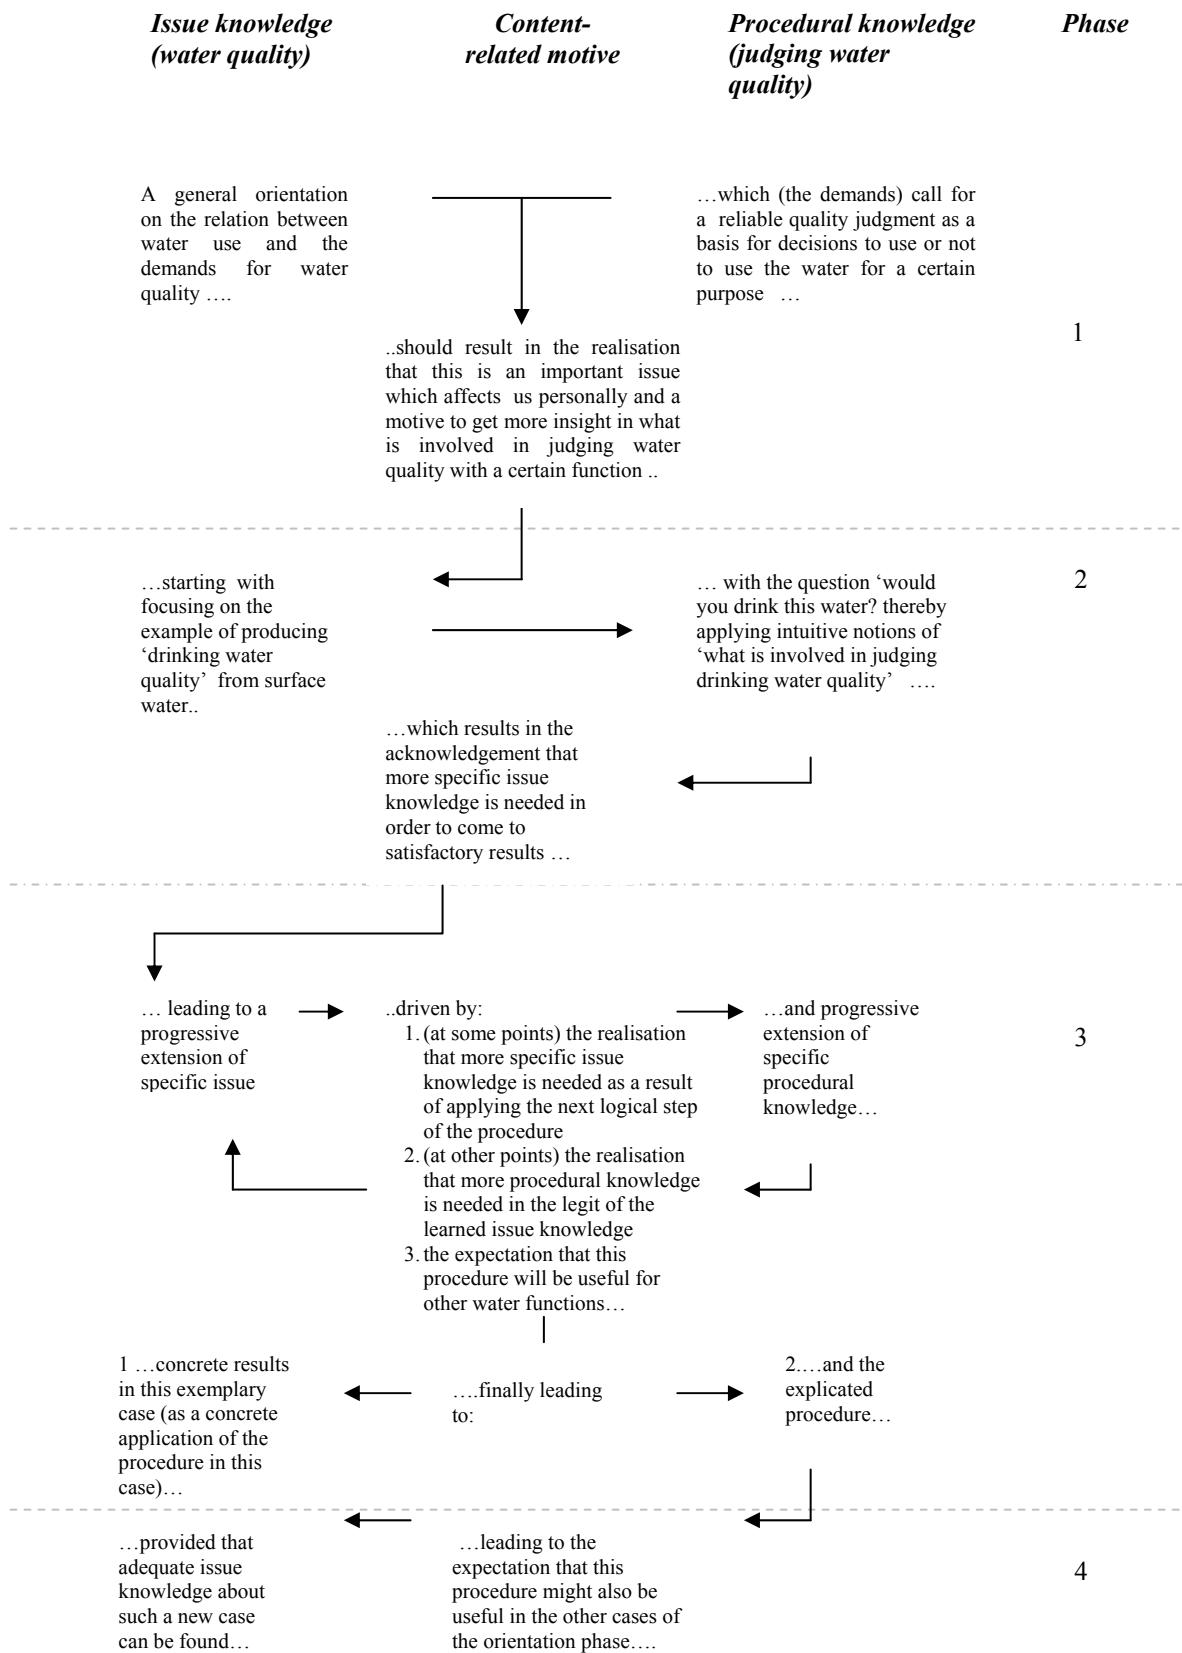 Issue knowledge
(water quality)
Content-
related motive
Procedural knowledge
(judging water
quality)
Phase
A general orientation
on the relation between
water use and the
demands for water
quality ….
…which (the demands) call for
a reliable quality judgment as a
basis for decisions to use or not
to use the water for a certain
purpose …
1
..should result in the realisation
that this is an important issue
which affects us personally and a
motive to get more insight in what
is involved in judging water
quality with a certain function ..
…starting with
focusing on the
example of producing
‘drinking water
quality’ from surface
water..
… with the question ‘would
you drink this water? thereby
applying intuitive notions of
‘what is involved in judging
drinking water quality’ ….
2
…which results in the
acknowledgement that
more specific issue
knowledge is needed in
order to come to
satisfactory results …
… leading to a
progressive
extension of
specific issue
..driven by:
1. (at some points) the realisation
that more specific issue
knowledge is needed as a result
of applying the next logical step
of the procedure
2. (at other points) the realisation
that more procedural knowledge
is needed in the legit of the
learned issue knowledge
3. the expectation that this
procedure will be useful for
other water functions…
…and progressive
extension of
specific
procedural
knowledge…
3
1 …concrete results
in this exemplary
case (as a concrete
application of the
procedure in this
case)…
….finally leading
to:
2.…and the
explicated
procedure…
…provided that
adequate issue
knowledge about
such a new case
can be found…
…leading to the
expectation that this
procedure might also be
useful in the other cases of
the orientation phase….
4